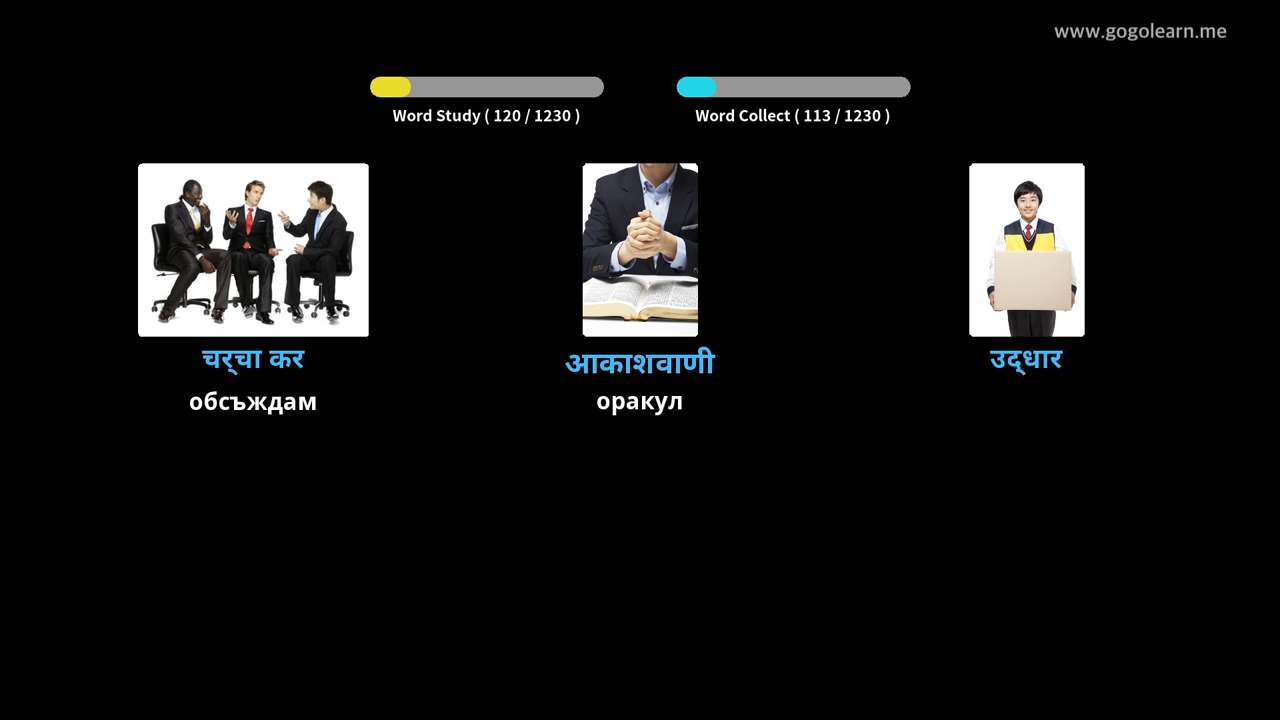 www.gogolearn.me
Word Study ( 120 / 1230 )
Word Collect ( 113 / 1230 )
चर्‌चा कर
आकाशवाणी
उद्‌धार
обсъждам
оракул